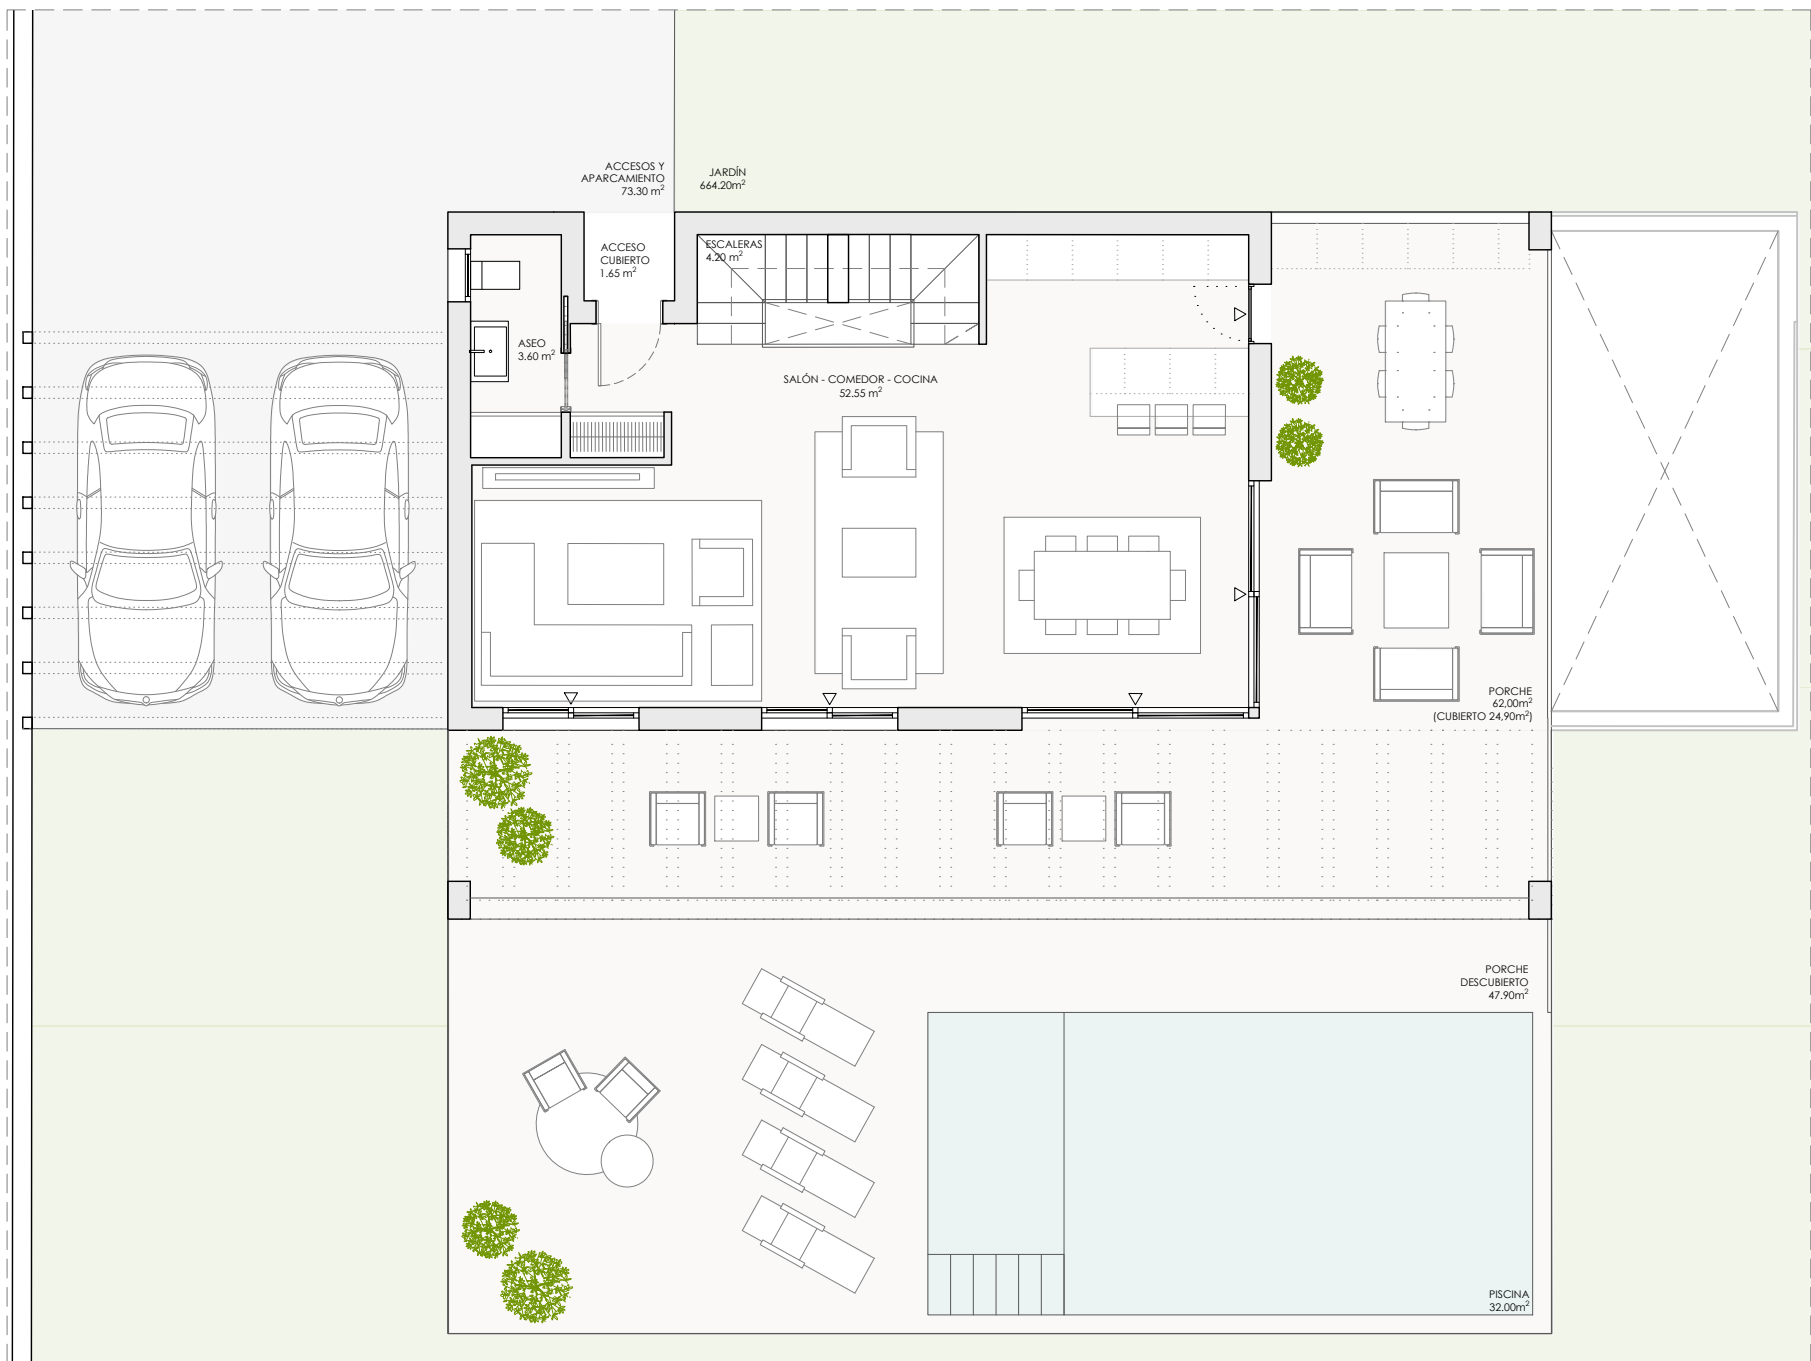 ACCESOS Y
APARCAMIENTO
73.30 m²
JARDÍN
664.20m²
ACCESO
CUBIERTO
1.65 m²
ESCALERAS
4.20 m²
ASEO
3.60 m²
SALÓN - COMEDOR - COCINA
52.55 m²
PORCHE
62,00m²
(CUBIERTO 24,90m²)
PORCHE
DESCUBIERTO
47.90m²
PISCINA
32.00m²